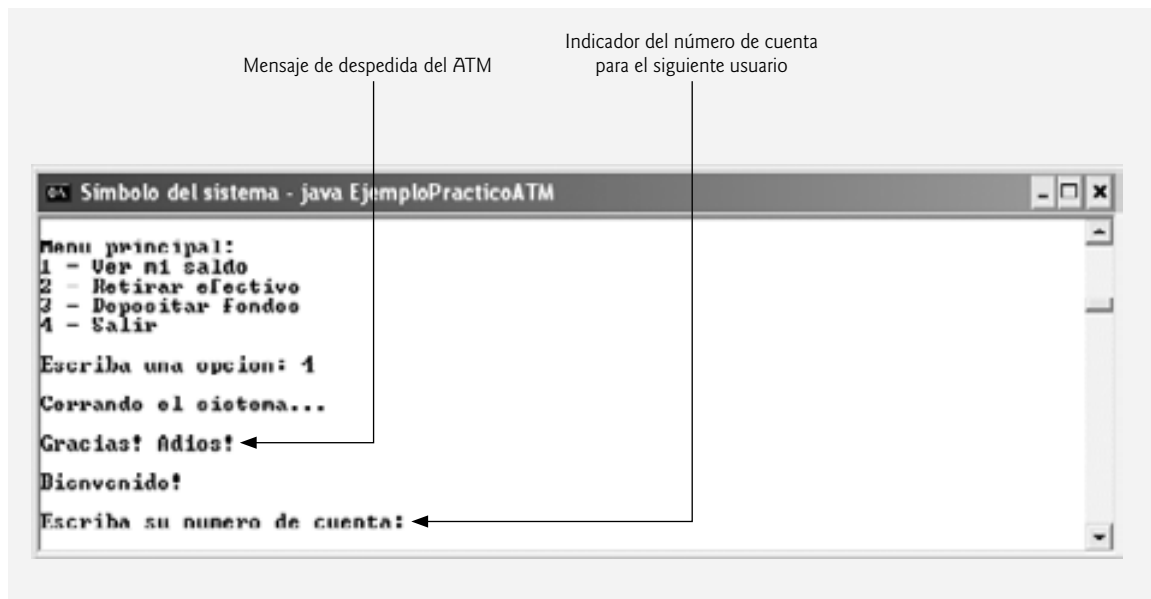 Mensaje de despedida del ATM
Indicador del número de cuenta
para el siguiente usuario
Símbolo del sistema - java EjemploPracticoATM
Menu principal:
1 - Ver mi saldo
2 - Retirar efectivo
3 - Depositar fondos
4 - Salir
Escriba una opcion: 4
Cerrando el sistema...
Gracias! Adios!
Bienvenido!
Escriba su numero de cuenta: